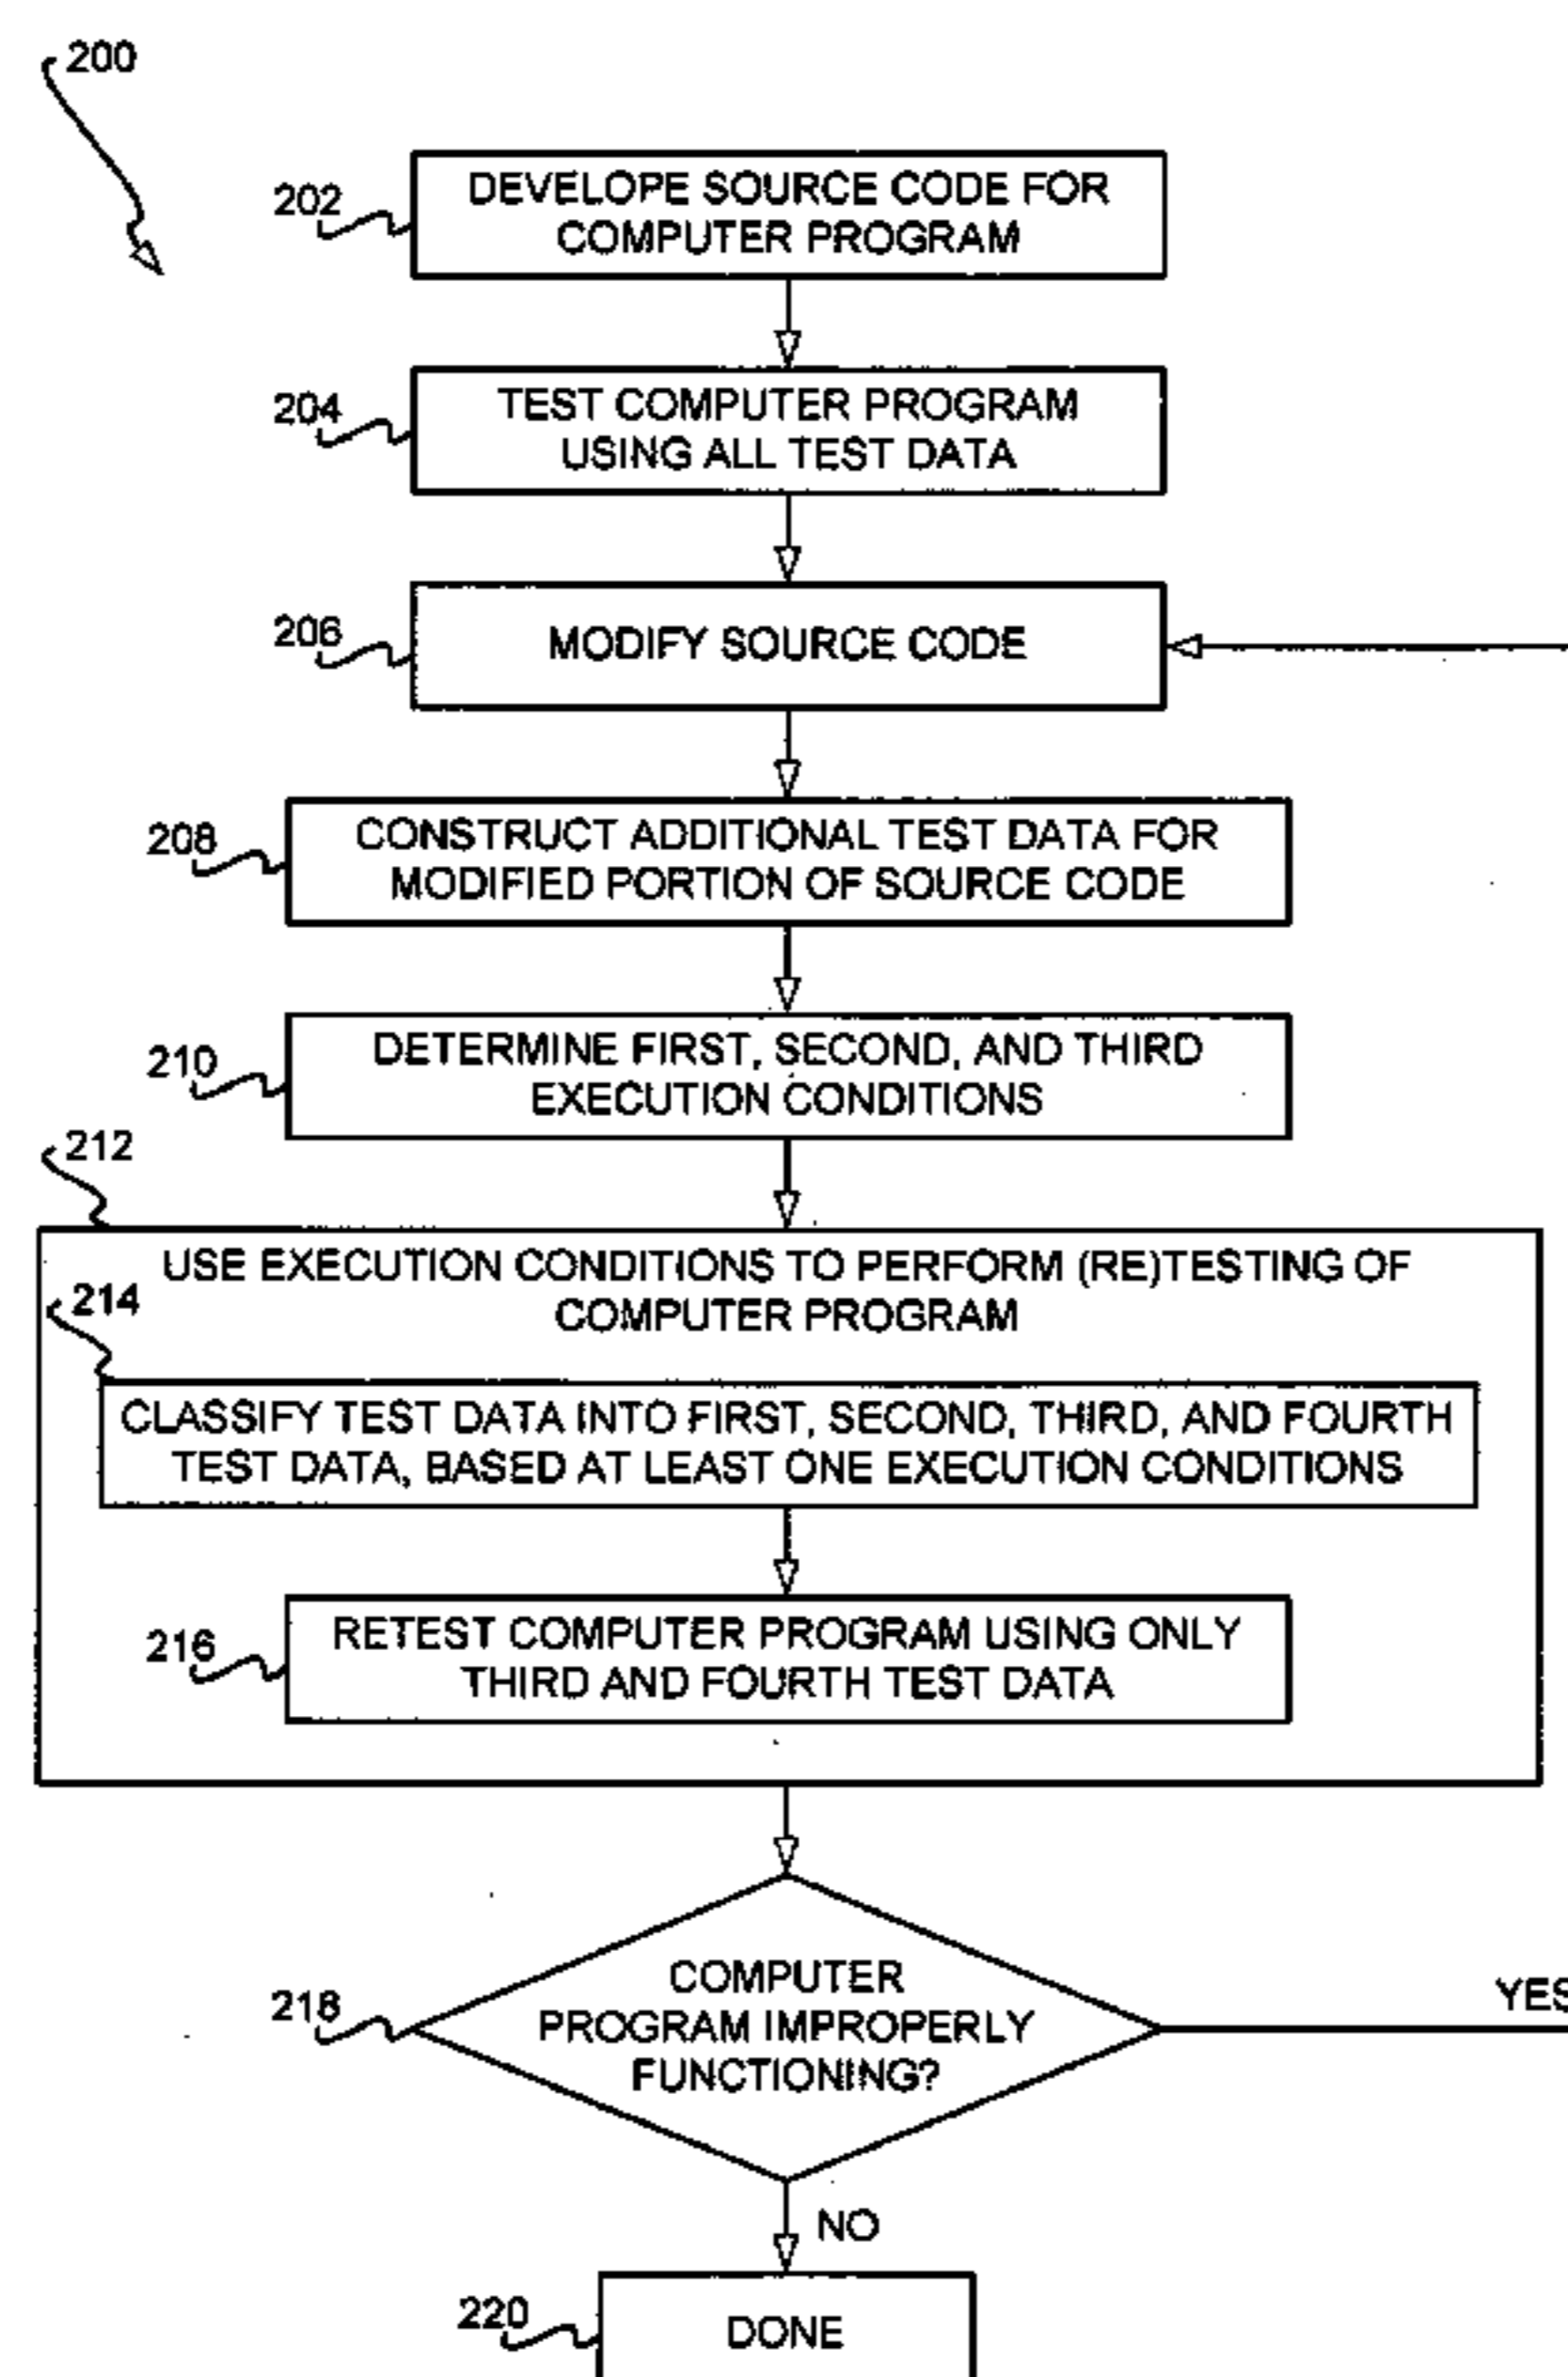 200
202
DEVELOPE SOURCE CODE FOR
COMPUTER PROGRAM
204
TEST COMPUTER PROGRAM
USING ALL TEST DATA
206
MODIFY SOURCE CODE
208
CONSTRUCT ADDITIONAL TEST DATA FOR
MODIFIED PORTION OF SOURCE CODE
210
DETERMINE FIRST, SECOND, AND THIRD
EXECUTION CONDITIONS
212
USE EXECUTION CONDITIONS TO PERFORM (RE)TESTING OF
COMPUTER PROGRAM
214
CLASSIFY TEST DATA INTO FIRST, SECOND, THIRD, AND FOURTH
TEST DATA, BASED AT LEAST ONE EXECUTION CONDITIONS
216
RETEST COMPUTER PROGRAM USING ONLY
THIRD AND FOURTH TEST DATA
218
COMPUTER
PROGRAM IMPROPERLY
FUNCTIONING?
YES
NO
220
DONE